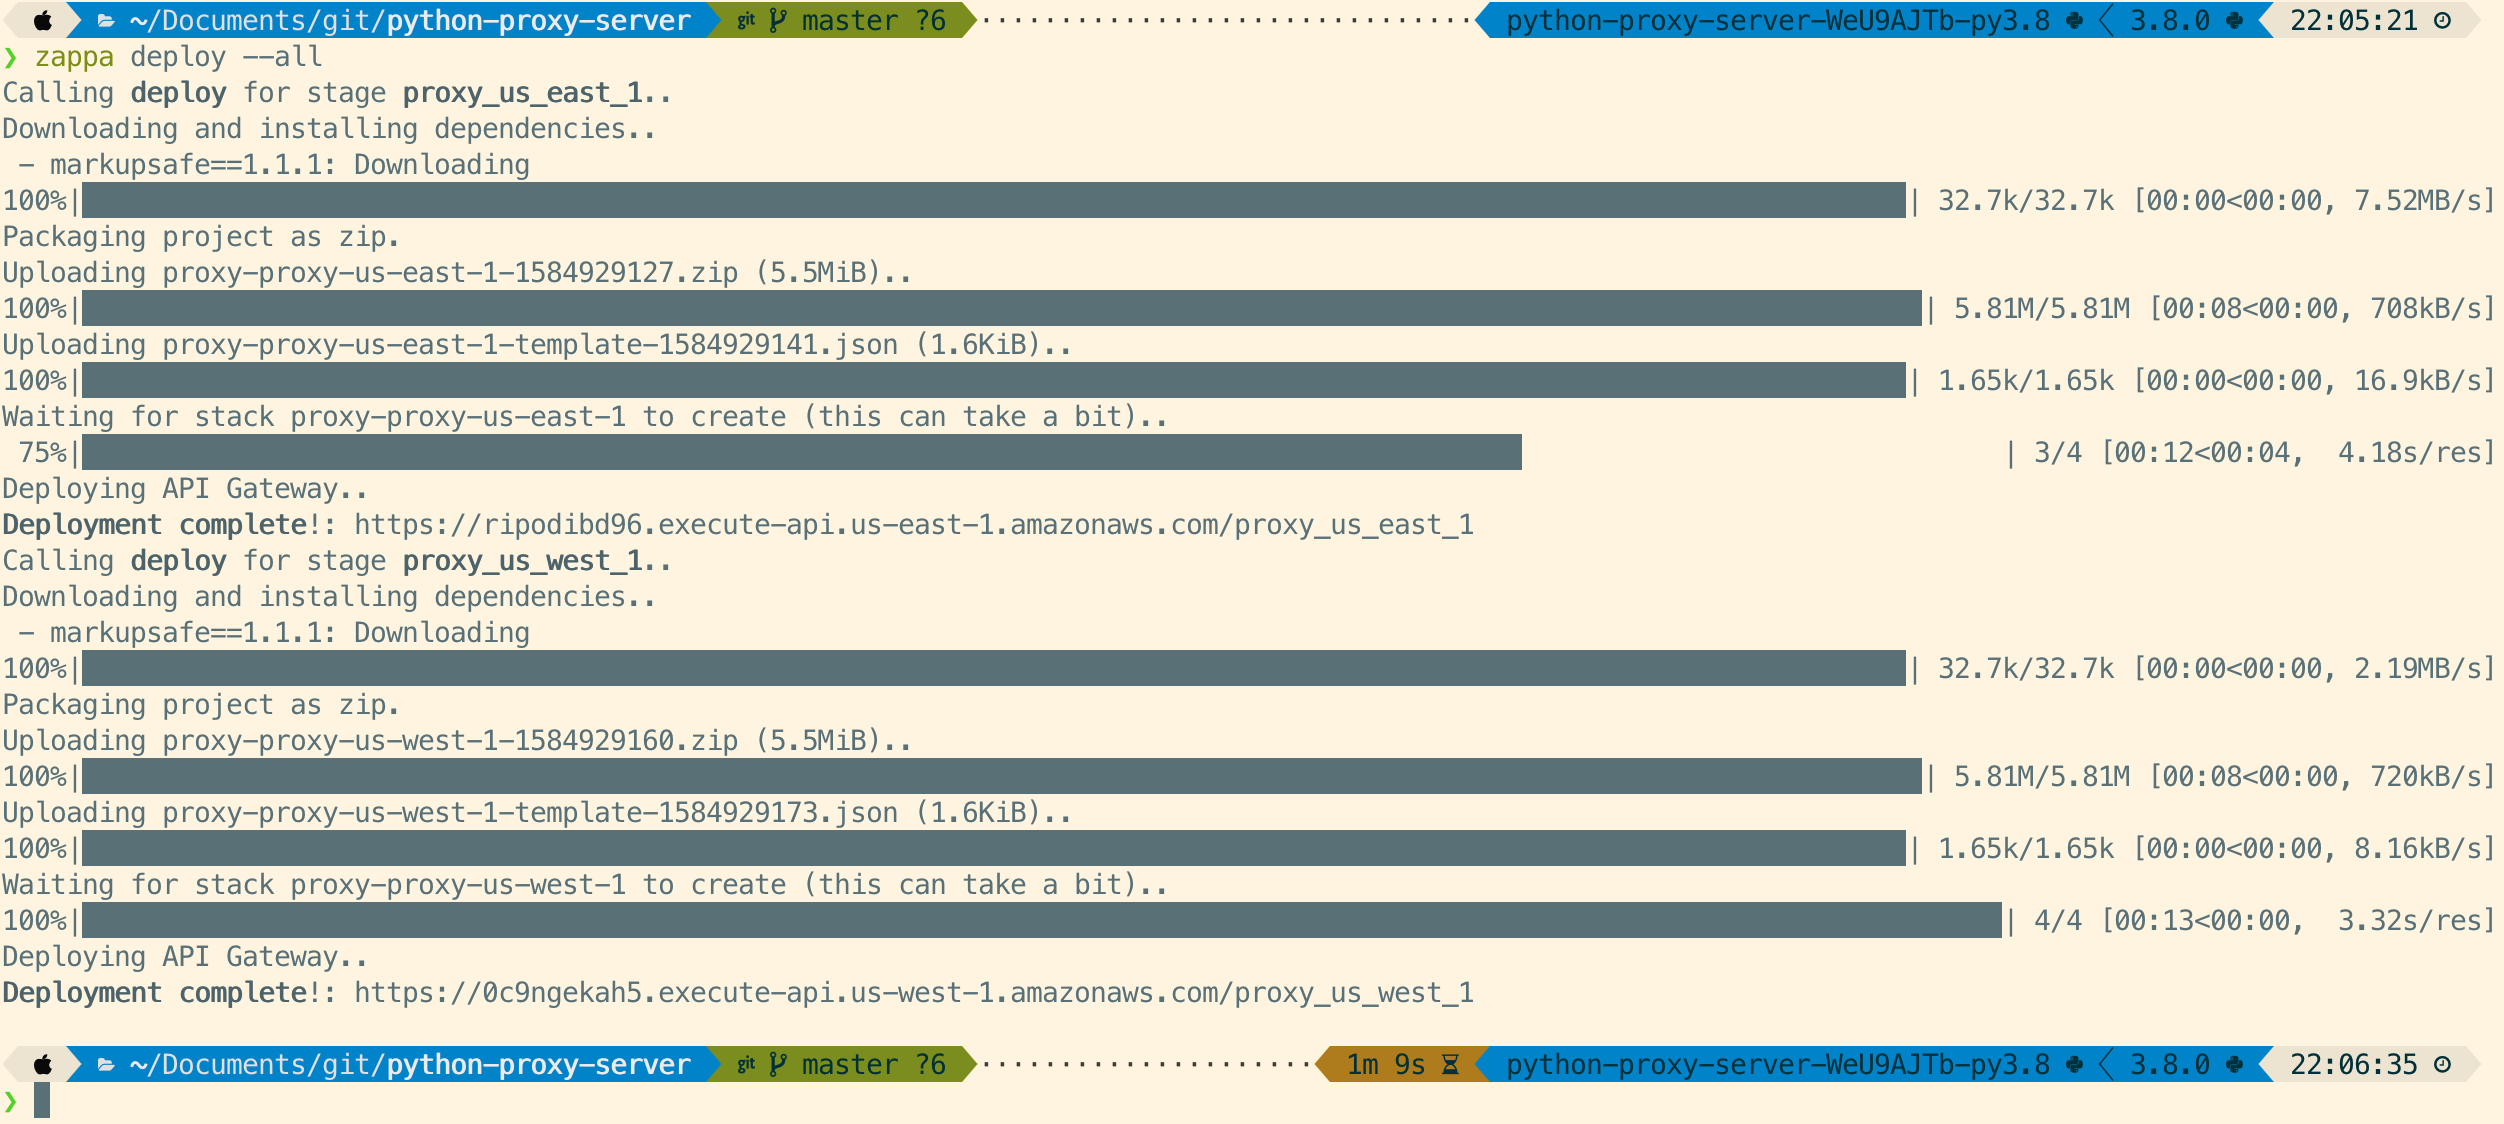 ~/Documents/git/python-proxy-server git master ?6 ······························· python-proxy-server-WeU9AJTb-py3.8 3.8.0 22:05:21
❯ zappa deploy --all
Calling deploy for stage proxy_us_east_1..
Downloading and installing dependencies..
 - markupsafe==1.1.1: Downloading
100%| | 32.7k/32.7k [00:00<00:00, 7.52MB/s]
Packaging project as zip.
Uploading proxy-proxy-us-east-1-1584929127.zip (5.5MiB)..
100%| | 5.81M/5.81M [00:08<00:00, 708kB/s]
Uploading proxy-proxy-us-east-1-template-1584929141.json (1.6KiB)..
100%| | 1.65k/1.65k [00:00<00:00, 16.9kB/s]
Waiting for stack proxy-proxy-us-east-1 to create (this can take a bit)..
 75%| | 3/4 [00:12<00:04,  4.18s/res]
Deploying API Gateway..
Deployment complete!: https://ripodibd96.execute-api.us-east-1.amazonaws.com/proxy_us_east_1
Calling deploy for stage proxy_us_west_1..
Downloading and installing dependencies..
 - markupsafe==1.1.1: Downloading
100%| | 32.7k/32.7k [00:00<00:00, 2.19MB/s]
Packaging project as zip.
Uploading proxy-proxy-us-west-1-1584929160.zip (5.5MiB)..
100%| | 5.81M/5.81M [00:08<00:00, 720kB/s]
Uploading proxy-proxy-us-west-1-template-1584929173.json (1.6KiB)..
100%| | 1.65k/1.65k [00:00<00:00, 8.16kB/s]
Waiting for stack proxy-proxy-us-west-1 to create (this can take a bit)..
100%| | 4/4 [00:13<00:00,  3.32s/res]
Deploying API Gateway..
Deployment complete!: https://0c9ngekah5.execute-api.us-west-1.amazonaws.com/proxy_us_west_1
~/Documents/git/python-proxy-server git master ?6 ····················· 1m 9s python-proxy-server-WeU9AJTb-py3.8 3.8.0 22:06:35
❯